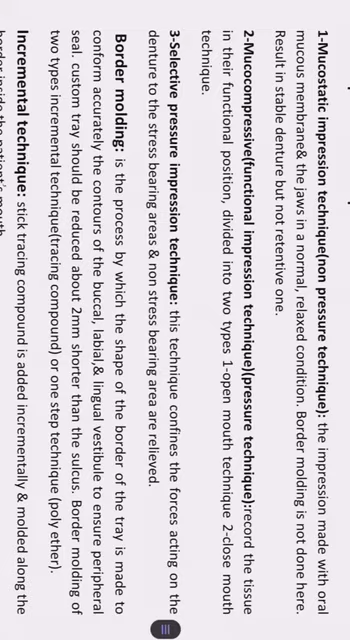 1-Mucostatic impression technique(non pressure technique): the impression made with oral
mucous membrane& the jaws in a normal, relaxed condition. Border molding is not done here.
Result in stable denture but not retentive one.
2-Mucocompressive(functional impression technique)(pressure technique):record the tissue
in their functional position, divided into two types 1-open mouth technique 2-close mouth
technique.
3-Selective pressure impression technique: this technique confines the forces acting on the
denture to the stress bearing areas & non stress bearing area are relieved.
Border molding: is the process by which the shape of the border of the tray is made to
conform accurately the contours of the buccal, labial,& lingual vestibule to ensure peripheral
seal. custom tray should be reduced about 2mm shorter than the sulcus. Border molding of
two types incremental technique(tracing compound) or one step technique (poly ether).
Incremental technique: stick tracing compound is added incrementally & molded along the
border inside the patient's mouth